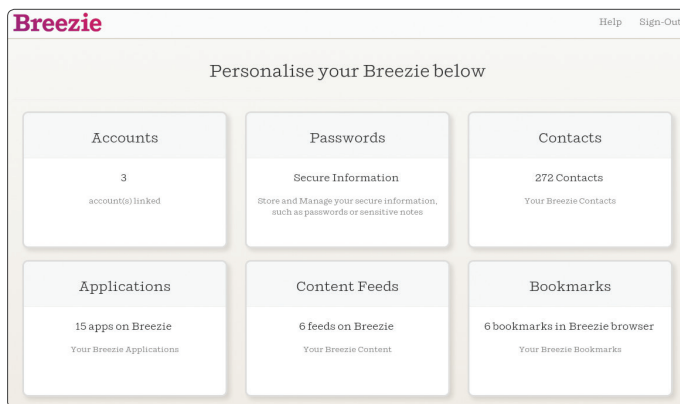 Breezie
Help Sign-Out
Personalise your Breezie below
Accounts
3
account(s) linked
Passwords
Secure Information
Store and Manage your secure information,
such as passwords or sensitive notes
Contacts
272 Contacts
Your Breezie Contacts
Applications
15 apps on Breezie
Your Breezie Applications
Content Feeds
6 feeds on Breezie
Your Breezie Content
Bookmarks
6 bookmarks in Breezie browser
Your Breezie Bookmarks